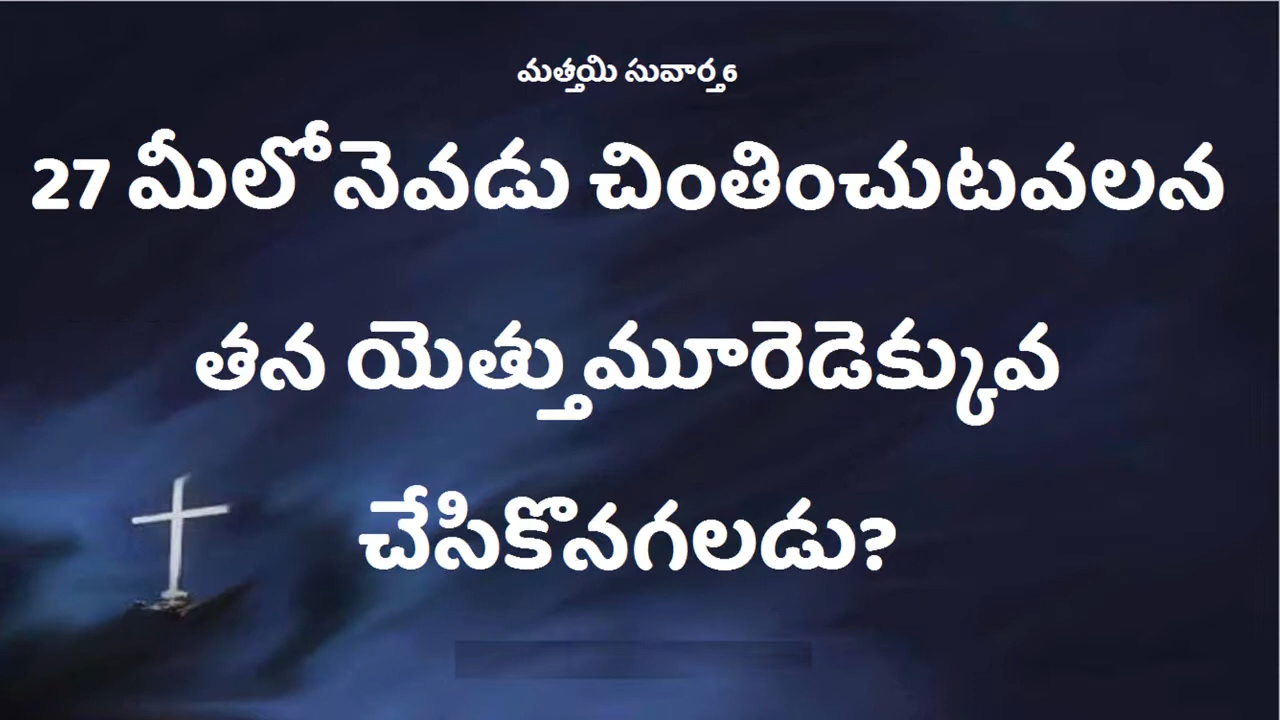 మత్తయి సువార్త 6
27 మీలో నెవడు చింతించుటవలన
తన యెత్తు మూరెడెక్కువ
చేసికొనగలడు?